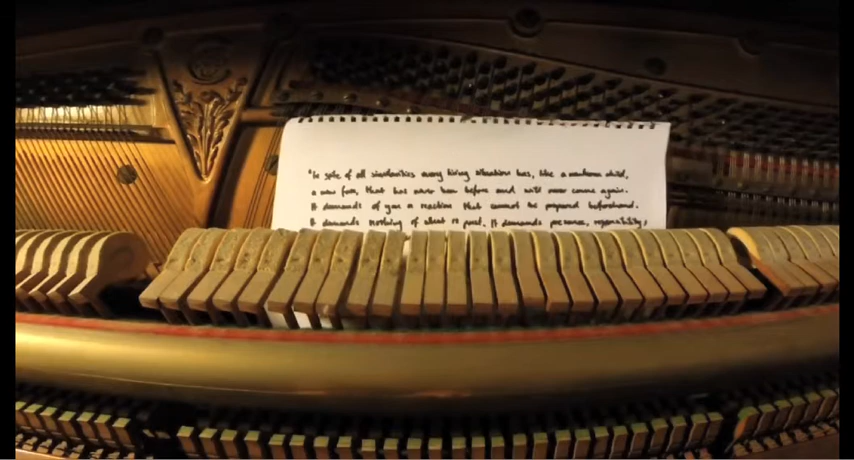 "In spite of all similarities every living situation has, like a newborn child,
a new face, that has never been before and will never come again.
It demands of you a reaction that cannot be prepared beforehand.
It demands nothing of what is past. It demands presence, responsibility;